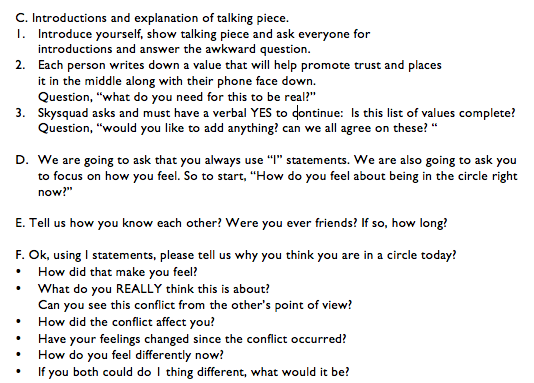 C. Introductions and explanation of talking piece.
1. Introduce yourself, show talking piece and ask everyone for
introductions and answer the awkward question.
2. Each person writes down a value that will help promote trust and places
it in the middle along with their phone face down.
Question, “what do you need for this to be real?”
3. Skysquad asks and must have a verbal YES to continue: Is this list of values complete?
Question, “would you like to add anything? can we all agree on these? “
D. We are going to ask that you always use “I” statements. We are also going to ask you
to focus on how you feel. So to start, “How do you feel about being in the circle right
now?”
E. Tell us how you know each other? Were you ever friends? If so, how long?
F. Ok, using I statements, please tell us why you think you are in a circle today?
• How did that make you feel?
• What do you REALLY think this is about?
Can you see this conflict from the other's point of view?
• How did the conflict affect you?
• Have your feelings changed since the conflict occurred?
• How do you feel differently now?
• If you both could do 1 thing different, what would it be?